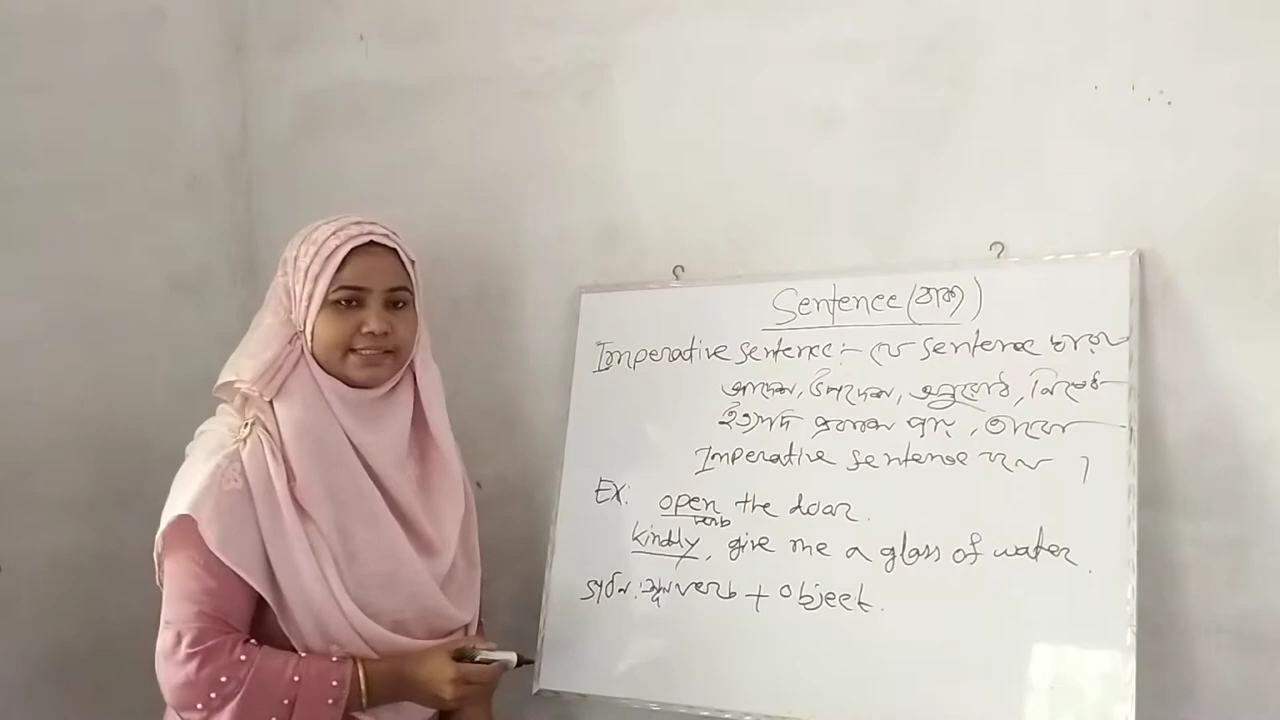 Sentence (বাক্য)
Imperative sentence:- যে sentence দ্বারা
আদেশ, উপদেশ, অনুরোধ, নিষেধ
ইত্যাদি প্রকাশ পায়, তাকে
Imperative sentence বলে ।
EX: open the door.
verb
kindly, give me a glass of water.
গঠন: মূল verb + object.